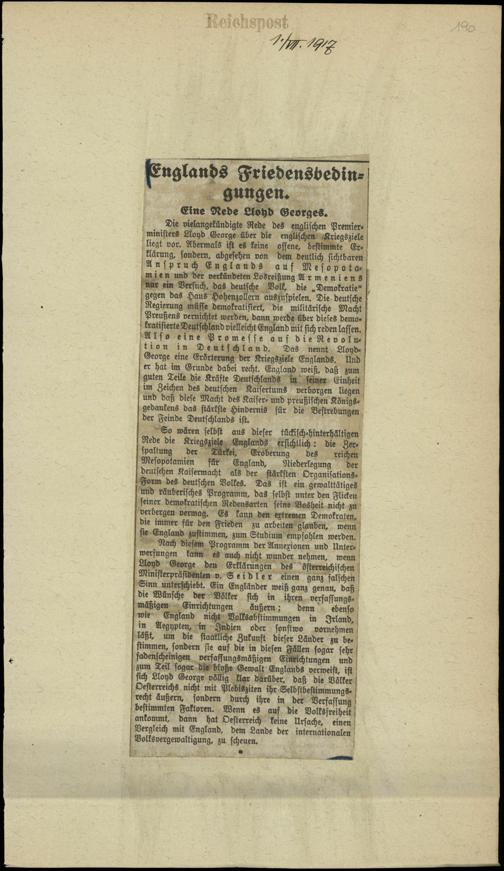 Reichspost
190
1./VII. 1917
Englands Friedensbedin-
gungen.
Eine Rede Lloyd Georges.
Die vielangekündigte Rede des englischen Premier-
ministers Lloyd George über die englischen Kriegsziele
liegt vor. Abermals ist es keine offene, bestimmte Er-
klärung, sondern, abgesehen von dem deutlich sichtbaren
Anspruch Englands auf Mesopota-
mien und der verkündeten Losreißung Armeniens
nur ein Versuch, das deutsche Volk, die „Demokratie"
gegen das Haus Hohenzollern auszuspielen. Die deutsche
Regierung müsse demokratisiert, die militärische Macht
Preußens vernichtet werden, dann werde über dieses demo-
kratisierte Deutschland vielleicht England mit sich reden lassen.
Also eine Promesse auf die Revolu-
tion in Deutschland. Das nennt Lloyd-
George eine Erörterung der Kriegsziele Englands. Und
er hat im Grunde dabei recht. England weiß, daß zum
guten Teile die Kräfte Deutschlands in seiner Einheit
im Zeichen des deutschen Kaisertums verborgen liegen
und daß diese Macht des Kaiser- und preußischen Königs-
gedankens das stärkste Hindernis für die Bestrebungen
der Feinde Deutschlands ist.
So wären selbst aus dieser tückisch-hinterhältigen
Rede die Kriegsziele Englands ersichtlich: die Zer-
spaltung der Türkei, Eroberung des reichen
Mesopotamien für England, Niederlegung der
deutschen Kaisermacht als der stärksten Organisations-
Form des deutschen Volkes. Das ist ein gewalttätiges
und räuberisches Programm, das selbst unter den Flicken
seiner demokratischen Redensarten seine Bosheit nicht zu
verbergen vermag. Es kann den extremen Demokraten,
die immer für den Frieden zu arbeiten glauben, wenn
sie England zustimmen, zum Studium empfohlen werden.
Nach diesem Programm der Annexionen und Unter-
werfungen kann es auch nicht wunder nehmen, wenn
Lloyd George den Erklärungen des österreichischen
Ministerpräsidenten v. Seidler einen ganz falschen
Sinn unterschiebt. Ein Engländer weiß ganz genau, daß
die Wünsche der Völker sich in ihren verfassungs-
mäßigen Einrichtungen äußern; denn ebenso
wie England nicht Volksabstimmungen in Irland,
in Aegypten, in Indien oder sonstwo vornehmen
läßt, um die staatliche Zukunft dieser Länder zu be-
stimmen, sondern sie auf die in diesen Fällen sogar sehr
fadenscheinigen verfassungsmäßigen Einrichtungen und
zum Teil sogar die bloße Gewalt Englands verweist, ist
sich Lloyd George völlig klar darüber, daß die Völker
Oesterreichs nicht mit Plebisziten ihr Selbstbestimmungs-
recht äußern, sondern durch ihre in der Verfassung
bestimmten Faktoren. Wenn es auf die Volksfreiheit
ankommt, dann hat Oesterreich keine Ursache, einen
Vergleich mit England, dem Lande der internationalen
Volksvergewaltigung, zu scheuen.